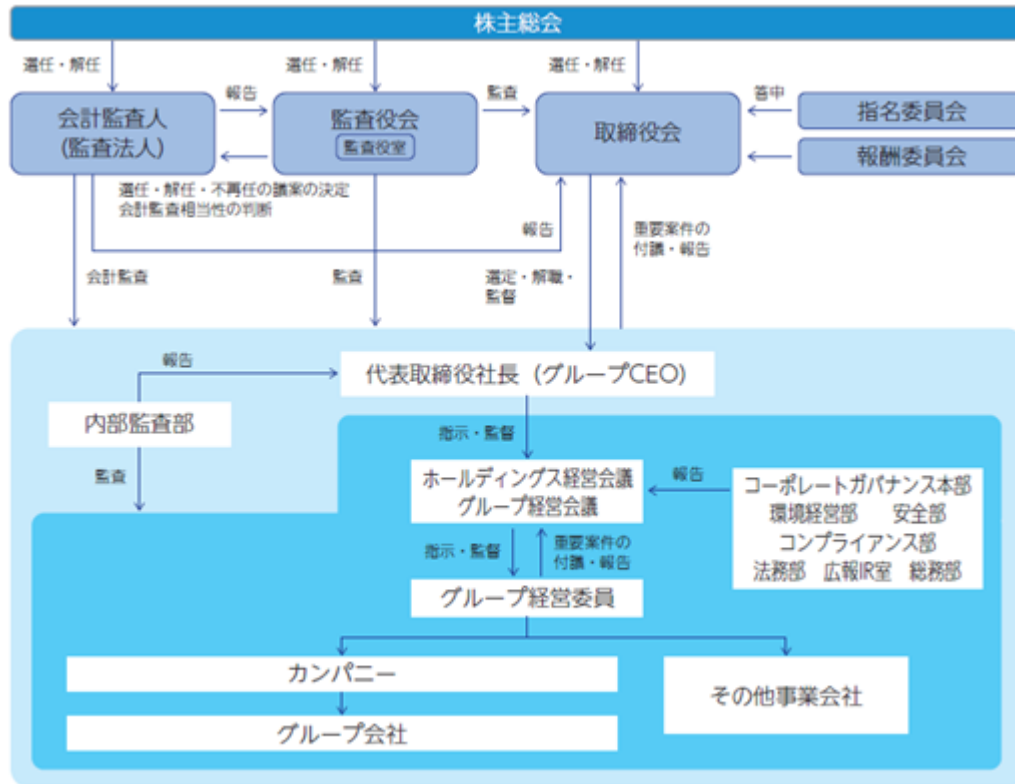 株主総会
選任・解任
選任・解任
選任・解任
会計監査人
(監査法人)
報告
監査役会
監査役室
監査
取締役会
答申
指名委員会
報酬委員会
選任・解任・不再任の議案の決定
会計監査相当性の判断
報告
重要案件の
付議・報告
会計監査
監査
選定・解職・
監督
報告
代表取締役社長（グループCEO）
内部監査部
指示・監督
監査
ホールディングス経営会議
グループ経営会議
報告
コーポレートガバナンス本部
環境経営部　安全部
コンプライアンス部
法務部　広報IR室　総務部
指示・監督
重要案件の
付議・報告
グループ経営委員
カンパニー
その他事業会社
グループ会社